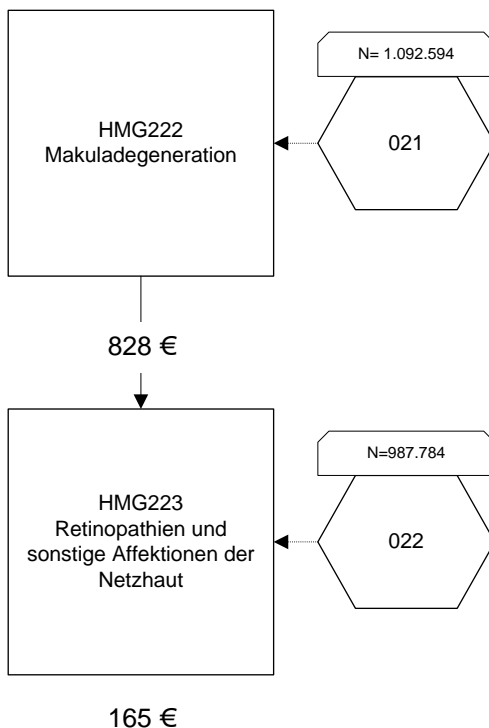 N= 1.092.594
HMG222
Makuladegeneration
021
828 €
N=987.784
HMG223
Retinopathien und
sonstige Affektionen der
Netzhaut
022
165 €